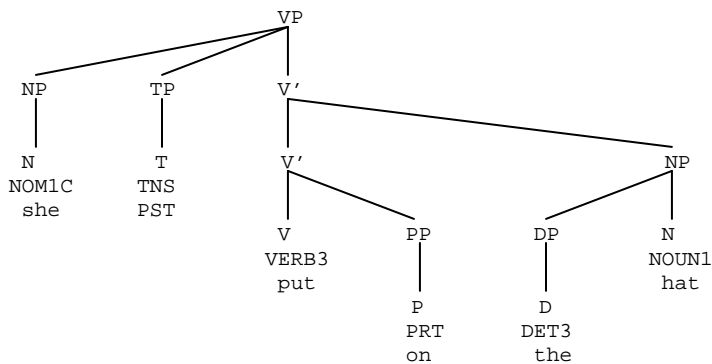 VP
NP TP V’
N T V’ NP
NOM1C TNS
she PST
V PP DP N
VERB3 NOUN1
put hat
P D
PRT DET3
on the